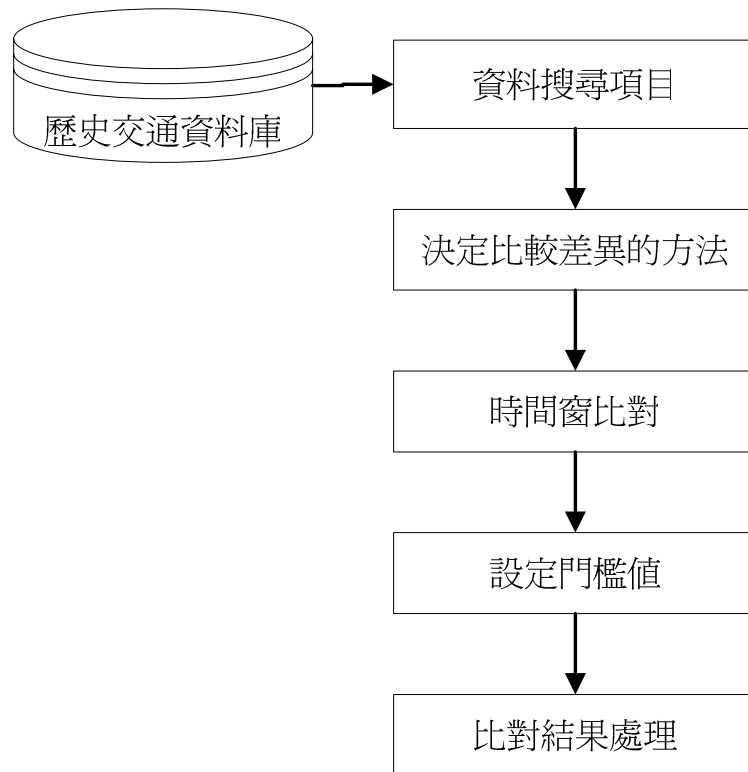 歷史交通資料庫
資料搜尋項目
決定比較差異的方法
時間窗比對
設定門檻值
比對結果處理